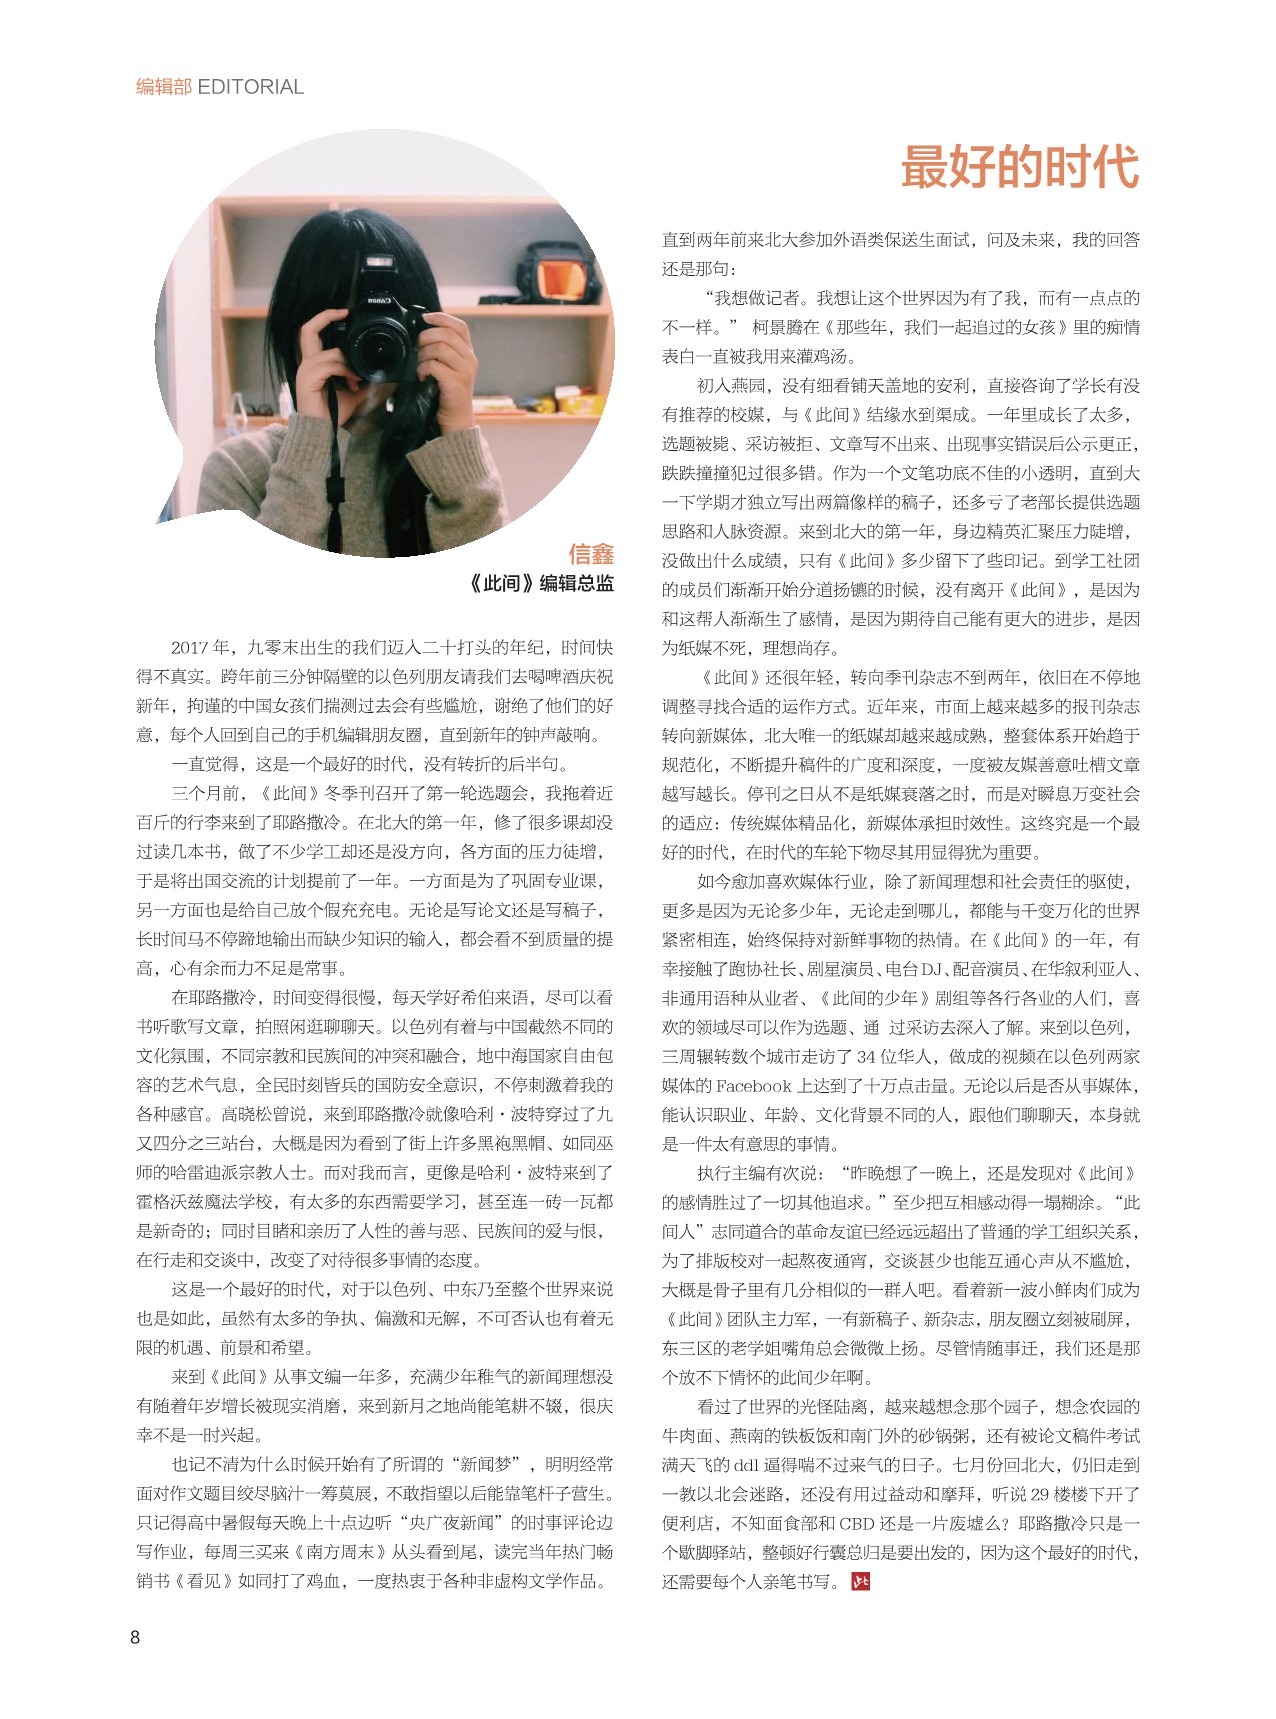 编辑部 EDITORIAL
最好的时代
Canon
信鑫
《此间》编辑总监
2017 年，九零末出生的我们迈入二十打头的年纪，时间快
得不真实。跨年前三分钟隔壁的以色列朋友请我们去喝啤酒庆祝
新年，拘谨的中国女孩们揣测过去会有些尴尬，谢绝了他们的好
意，每个人回到自己的手机编辑朋友圈，直到新年的钟声敲响。
一直觉得，这是一个最好的时代，没有转折的后半句。
三个月前，《此间》冬季刊召开了第一轮选题会，我拖着近
百斤的行李来到了耶路撒冷。在北大的第一年，修了很多课却没
过读几本书，做了不少学工却还是没方向，各方面的压力徒增，
于是将出国交流的计划提前了一年。一方面是为了巩固专业课，
另一方面也是给自己放个假充充电。无论是写论文还是写稿子，
长时间马不停蹄地输出而缺少知识的输入，都会看不到质量的提
高，心有余而力不足是常事。
在耶路撒冷，时间变得很慢，每天学好希伯来语，尽可以看
书听歌写文章，拍照闲逛聊聊天。以色列有着与中国截然不同的
文化氛围，不同宗教和民族间的冲突和融合，地中海国家自由包
容的艺术气息，全民时刻皆兵的国防安全意识，不停刺激着我的
各种感官。高晓松曾说，来到耶路撒冷就像哈利·波特穿过了九
又四分之三站台，大概是因为看到了街上许多黑袍黑帽、如同巫
师的哈雷迪派宗教人士。而对我而言，更像是哈利·波特来到了
霍格沃兹魔法学校，有太多的东西需要学习，甚至连一砖一瓦都
是新奇的；同时目睹和亲历了人性的善与恶、民族间的爱与恨，
在行走和交谈中，改变了对待很多事情的态度。
这是一个最好的时代，对于以色列、中东乃至整个世界来说
也是如此，虽然有太多的争执、偏激和无解，不可否认也有着无
限的机遇、前景和希望。
来到《此间》从事文编一年多，充满少年稚气的新闻理想没
有随着年岁增长被现实消磨，来到新月之地尚能笔耕不辍，很庆
幸不是一时兴起。
也记不清为什么时候开始有了所谓的“新闻梦”，明明经常
面对作文题目绞尽脑汁一筹莫展，不敢指望以后能靠笔杆子营生。
只记得高中暑假每天晚上十点边听“央广夜新闻”的时事评论边
写作业，每周三买来《南方周末》从头看到尾，读完当年热门畅
销书《看见》如同打了鸡血，一度热衷于各种非虚构文学作品。
直到两年前来北大参加外语类保送生面试，问及未来，我的回答
还是那句：
“我想做记者。我想让这个世界因为有了我，而有一点点的
不一样。” 柯景腾在《那些年，我们一起追过的女孩》里的痴情
表白一直被我用来灌鸡汤。
初入燕园，没有细看铺天盖地的安利，直接咨询了学长有没
有推荐的校媒，与《此间》结缘水到渠成。一年里成长了太多，
选题被毙、采访被拒、文章写不出来、出现事实错误后公示更正，
跌跌撞撞犯过很多错。作为一个文笔功底不佳的小透明，直到大
一下学期才独立写出两篇像样的稿子，还多亏了老部长提供选题
思路和人脉资源。来到北大的第一年，身边精英汇聚压力陡增，
没做出什么成绩，只有《此间》多少留下了些印记。到学工社团
的成员们渐渐开始分道扬镳的时候，没有离开《此间》，是因为
和这帮人渐渐生了感情，是因为期待自己能有更大的进步，是因
为纸媒不死，理想尚存。
《此间》还很年轻，转向季刊杂志不到两年，依旧在不停地
调整寻找合适的运作方式。近年来，市面上越来越多的报刊杂志
转向新媒体，北大唯一的纸媒却越来越成熟，整套体系开始趋于
规范化，不断提升稿件的广度和深度，一度被友媒善意吐槽文章
越写越长。停刊之日从不是纸媒衰落之时，而是对瞬息万变社会
的适应：传统媒体精品化，新媒体承担时效性。这终究是一个最
好的时代，在时代的车轮下物尽其用显得犹为重要。
如今愈加喜欢媒体行业，除了新闻理想和社会责任的驱使，
更多是因为无论多少年，无论走到哪儿，都能与千变万化的世界
紧密相连，始终保持对新鲜事物的热情。在《此间》的一年，有
幸接触了跑协社长、剧星演员、电台 DJ、配音演员、在华叙利亚人、
非通用语种从业者、《此间的少年》剧组等各行各业的人们，喜
欢的领域尽可以作为选题、通 过采访去深入了解。来到以色列，
三周辗转数个城市走访了 34 位华人，做成的视频在以色列两家
媒体的 Facebook 上达到了十万点击量。无论以后是否从事媒体，
能认识职业、年龄、文化背景不同的人，跟他们聊聊天，本身就
是一件太有意思的事情。
执行主编有次说：“昨晚想了一晚上，还是发现对《此间》
的感情胜过了一切其他追求。”至少把互相感动得一塌糊涂。“此
间人”志同道合的革命友谊已经远远超出了普通的学工组织关系，
为了排版校对一起熬夜通宵，交谈甚少也能互通心声从不尴尬，
大概是骨子里有几分相似的一群人吧。看着新一波小鲜肉们成为
《此间》团队主力军，一有新稿子、新杂志，朋友圈立刻被刷屏，
东三区的老学姐嘴角总会微微上扬。尽管情随事迁，我们还是那
个放不下情怀的此间少年啊。
看过了世界的光怪陆离，越来越想念那个园子，想念农园的
牛肉面、燕南的铁板饭和南门外的砂锅粥，还有被论文稿件考试
满天飞的 ddl 逼得喘不过来气的日子。七月份回北大，仍旧走到
一教以北会迷路，还没有用过益动和摩拜，听说 29 楼楼下开了
便利店，不知面食部和 CBD 还是一片废墟么？耶路撒冷只是一
个歇脚驿站，整顿好行囊总归是要出发的，因为这个最好的时代，
还需要每个人亲笔书写。
8